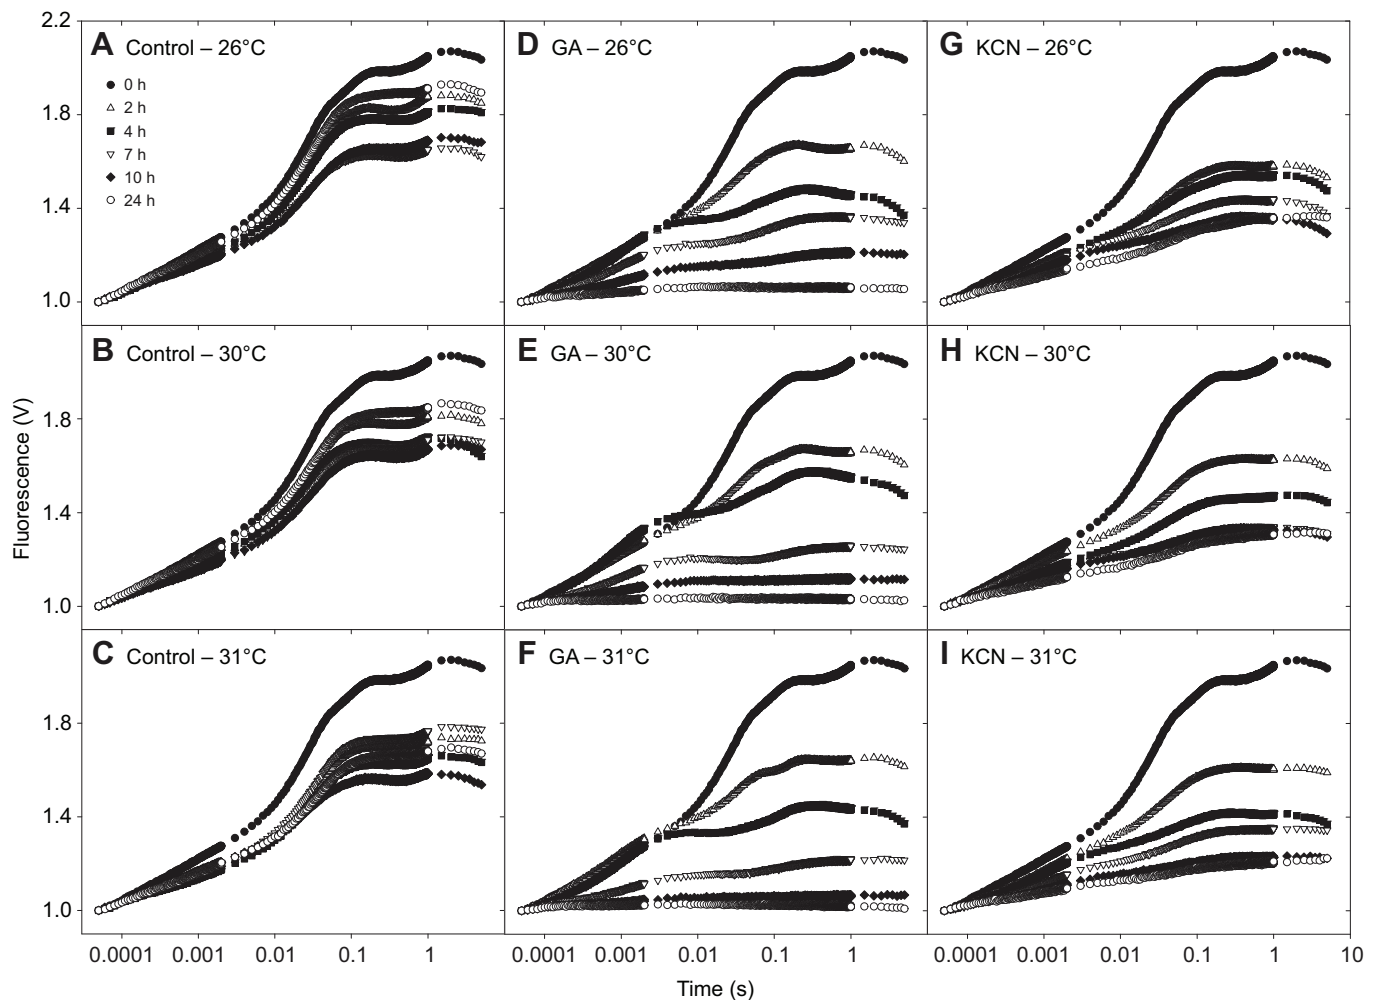 2.2
A Control – 26°C
D GA – 26°C
G KCN – 26°C
0 h
2 h
4 h
7 h
10 h
24 h
1.8
1.4
1.0
B Control – 30°C
E GA – 30°C
H KCN – 30°C
1.8
1.4
1.0
Fluorescence (V)
C Control – 31°C
F GA – 31°C
I KCN – 31°C
1.8
1.4
1.0
0.0001 0.001 0.01 0.1 1 0.0001 0.001 0.01 0.1 1 0.0001 0.001 0.01 0.1 1 10
Time (s)